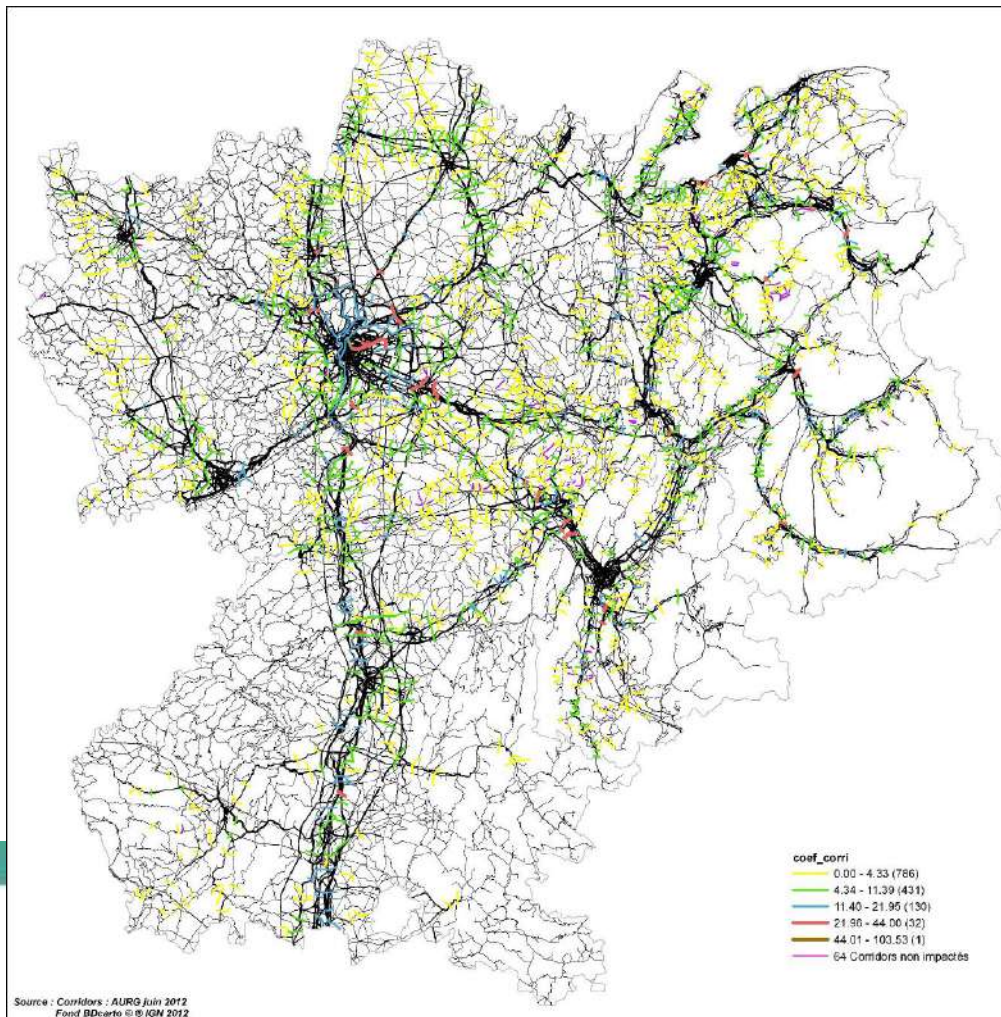 coef_corri
0.00 - 4.33 (786)
4.34 - 11.39 (431)
11.40 - 21.95 (130)
21.96 - 44.00 (32)
44.01 - 103.53 (1)
64 Corridors non impactés
Source : Corridors : AURG juin 2012
Fond BDcarto © ® IGN 2012